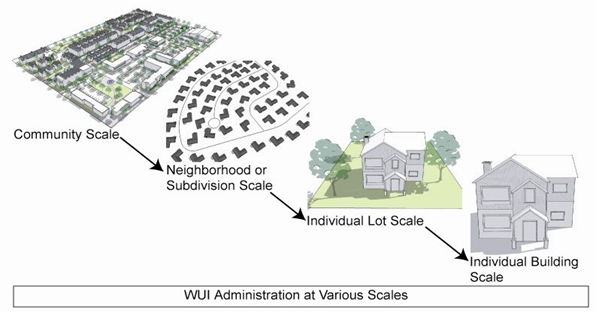 Community Scale
Neighborhood or
Subdivision Scale
Individual Lot Scale
Individual Building
Scale
WUI Administration at Various Scales